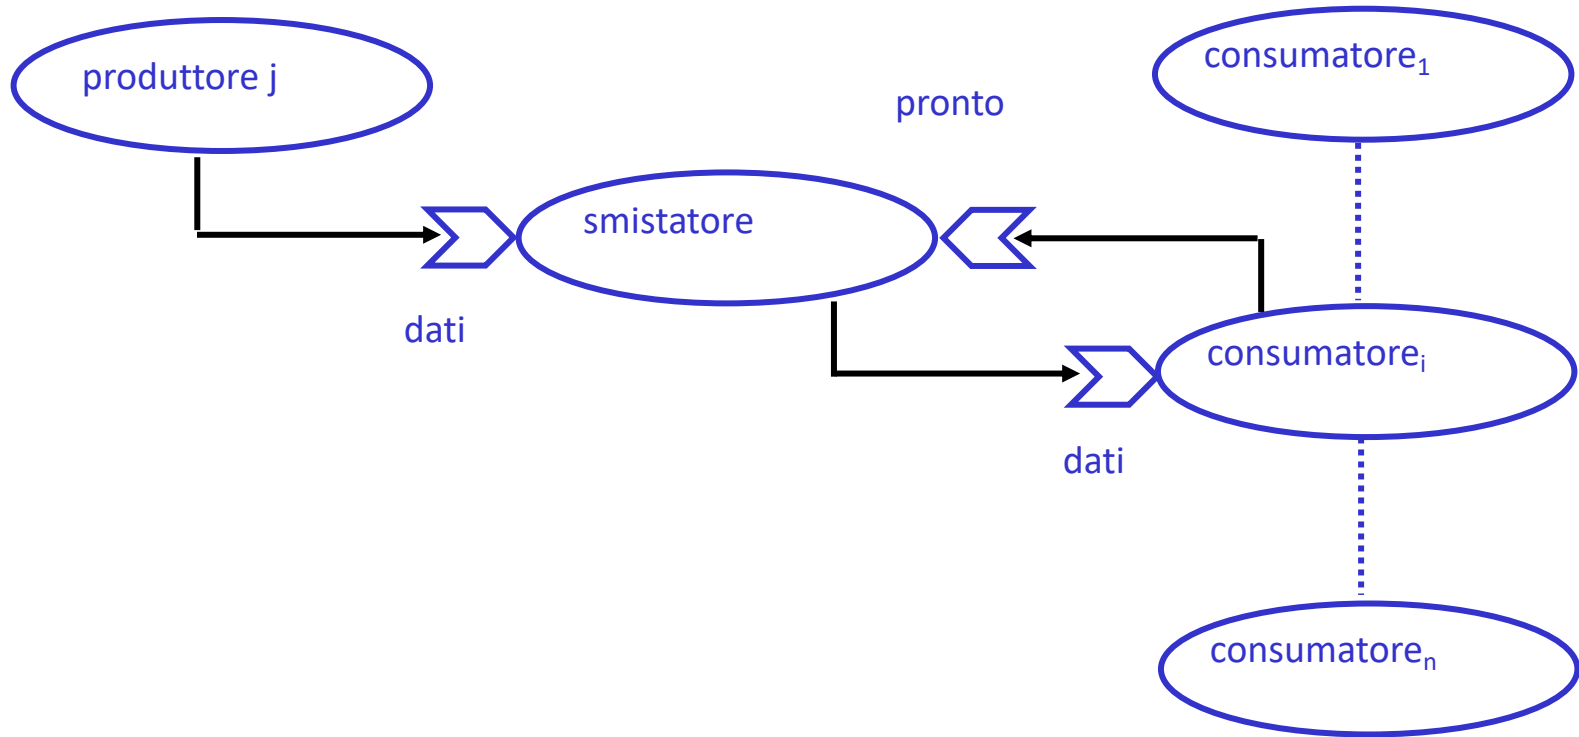 produttore j
consumatore₁
pronto
smistatore
dati
consumatoreᵢ
dati
consumatoreₙ